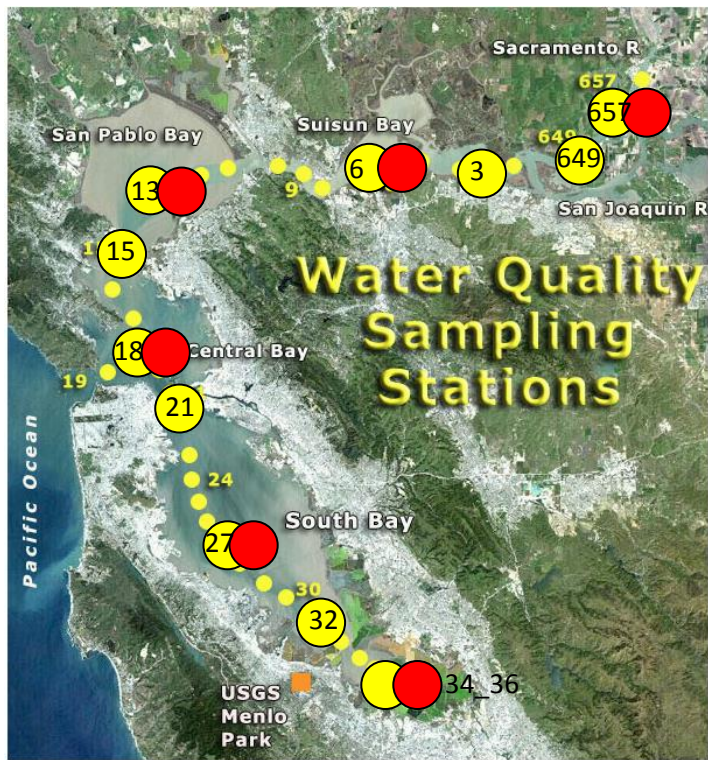 Sacramento R
657
657
San Pablo Bay
Suisun Bay
649
649
6
3
13
9
San Joaquin R
1
15
Water Quality
Sampling
Stations
18
Central Bay
19
21
24
Pacific Ocean
South Bay
27
30
32
34_36
USGS
Menlo
Park